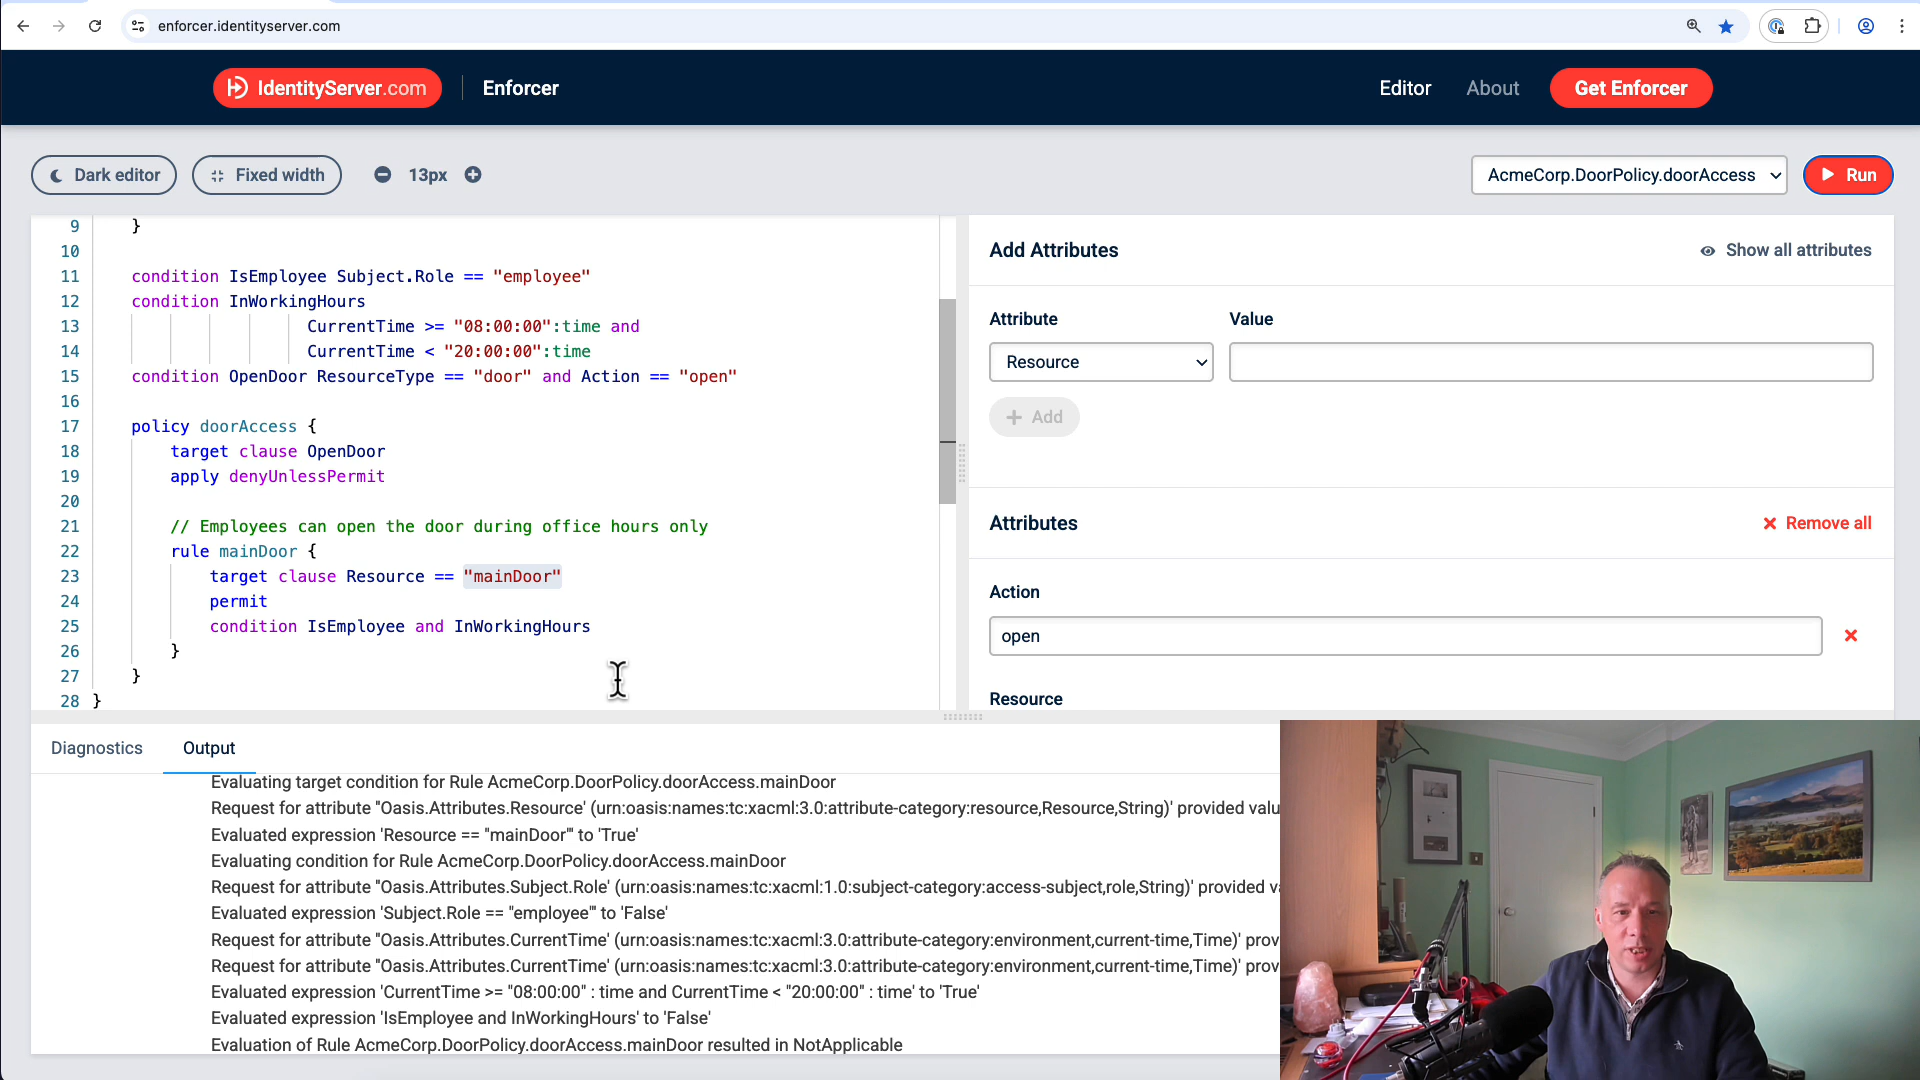 enforcer.identityserver.com
IdentityServer.com
Enforcer
Editor
About
Get Enforcer
Dark editor
Fixed width
13px
AcmeCorp.DoorPolicy.doorAccess
Run
9 }
10
11 condition IsEmployee Subject.Role == "employee"
12 condition InWorkingHours
13 CurrentTime >= "08:00:00":time and
14 CurrentTime < "20:00:00":time
15 condition OpenDoor ResourceType == "door" and Action == "open"
16
17 policy doorAccess {
18 target clause OpenDoor
19 apply denyUnlessPermit
20
21 // Employees can open the door during office hours only
22 rule mainDoor {
23 target clause Resource == "mainDoor"
24 permit
25 condition IsEmployee and InWorkingHours
26 }
27 }
28 }
Add Attributes
Show all attributes
Attribute
Value
Resource
Add
Attributes
Remove all
Action
open
Resource
Diagnostics
Output
Evaluating target condition for Rule AcmeCorp.DoorPolicy.doorAccess.mainDoor
Request for attribute "Oasis.Attributes.Resource' (urn:oasis:names:tc:xacml:3.0:attribute-category:resource,Resource,String)' provided valu
Evaluated expression 'Resource == "mainDoor"' to 'True'
Evaluating condition for Rule AcmeCorp.DoorPolicy.doorAccess.mainDoor
Request for attribute "Oasis.Attributes.Subject.Role' (urn:oasis:names:tc:xacml:1.0:subject-category:access-subject,role,String)' provided va
Evaluated expression 'Subject.Role == "employee"' to 'False'
Request for attribute "Oasis.Attributes.CurrentTime' (urn:oasis:names:tc:xacml:3.0:attribute-category:environment,current-time,Time)' prov
Request for attribute "Oasis.Attributes.CurrentTime' (urn:oasis:names:tc:xacml:3.0:attribute-category:environment,current-time,Time)' prov
Evaluated expression 'CurrentTime >= "08:00:00" : time and CurrentTime < "20:00:00" : time' to 'True'
Evaluated expression 'IsEmployee and InWorkingHours' to 'False'
Evaluation of Rule AcmeCorp.DoorPolicy.doorAccess.mainDoor resulted in NotApplicable